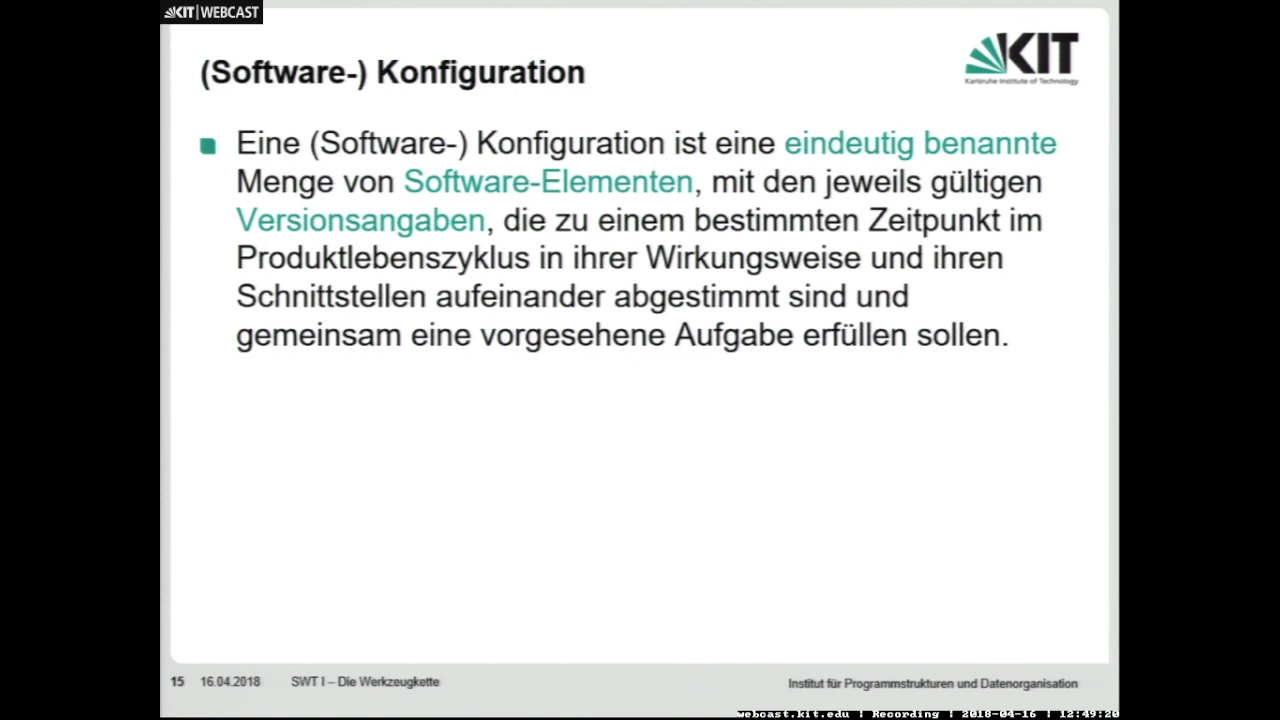 KIT | WEBCAST
(Software-) Konfiguration
KIT
Karlsruhe Institute of Technology
Eine (Software-) Konfiguration ist eine eindeutig benannte
Menge von Software-Elementen, mit den jeweils gültigen
Versionsangaben, die zu einem bestimmten Zeitpunkt im
Produktlebenszyklus in ihrer Wirkungsweise und ihren
Schnittstellen aufeinander abgestimmt sind und
gemeinsam eine vorgesehene Aufgabe erfüllen sollen.
15 16.04.2018 SWT I – Die Werkzeugkette
Institut für Programmstrukturen und Datenorganisation
webcast.kit.edu | Recording | 2018-04-16 | 12:49:20